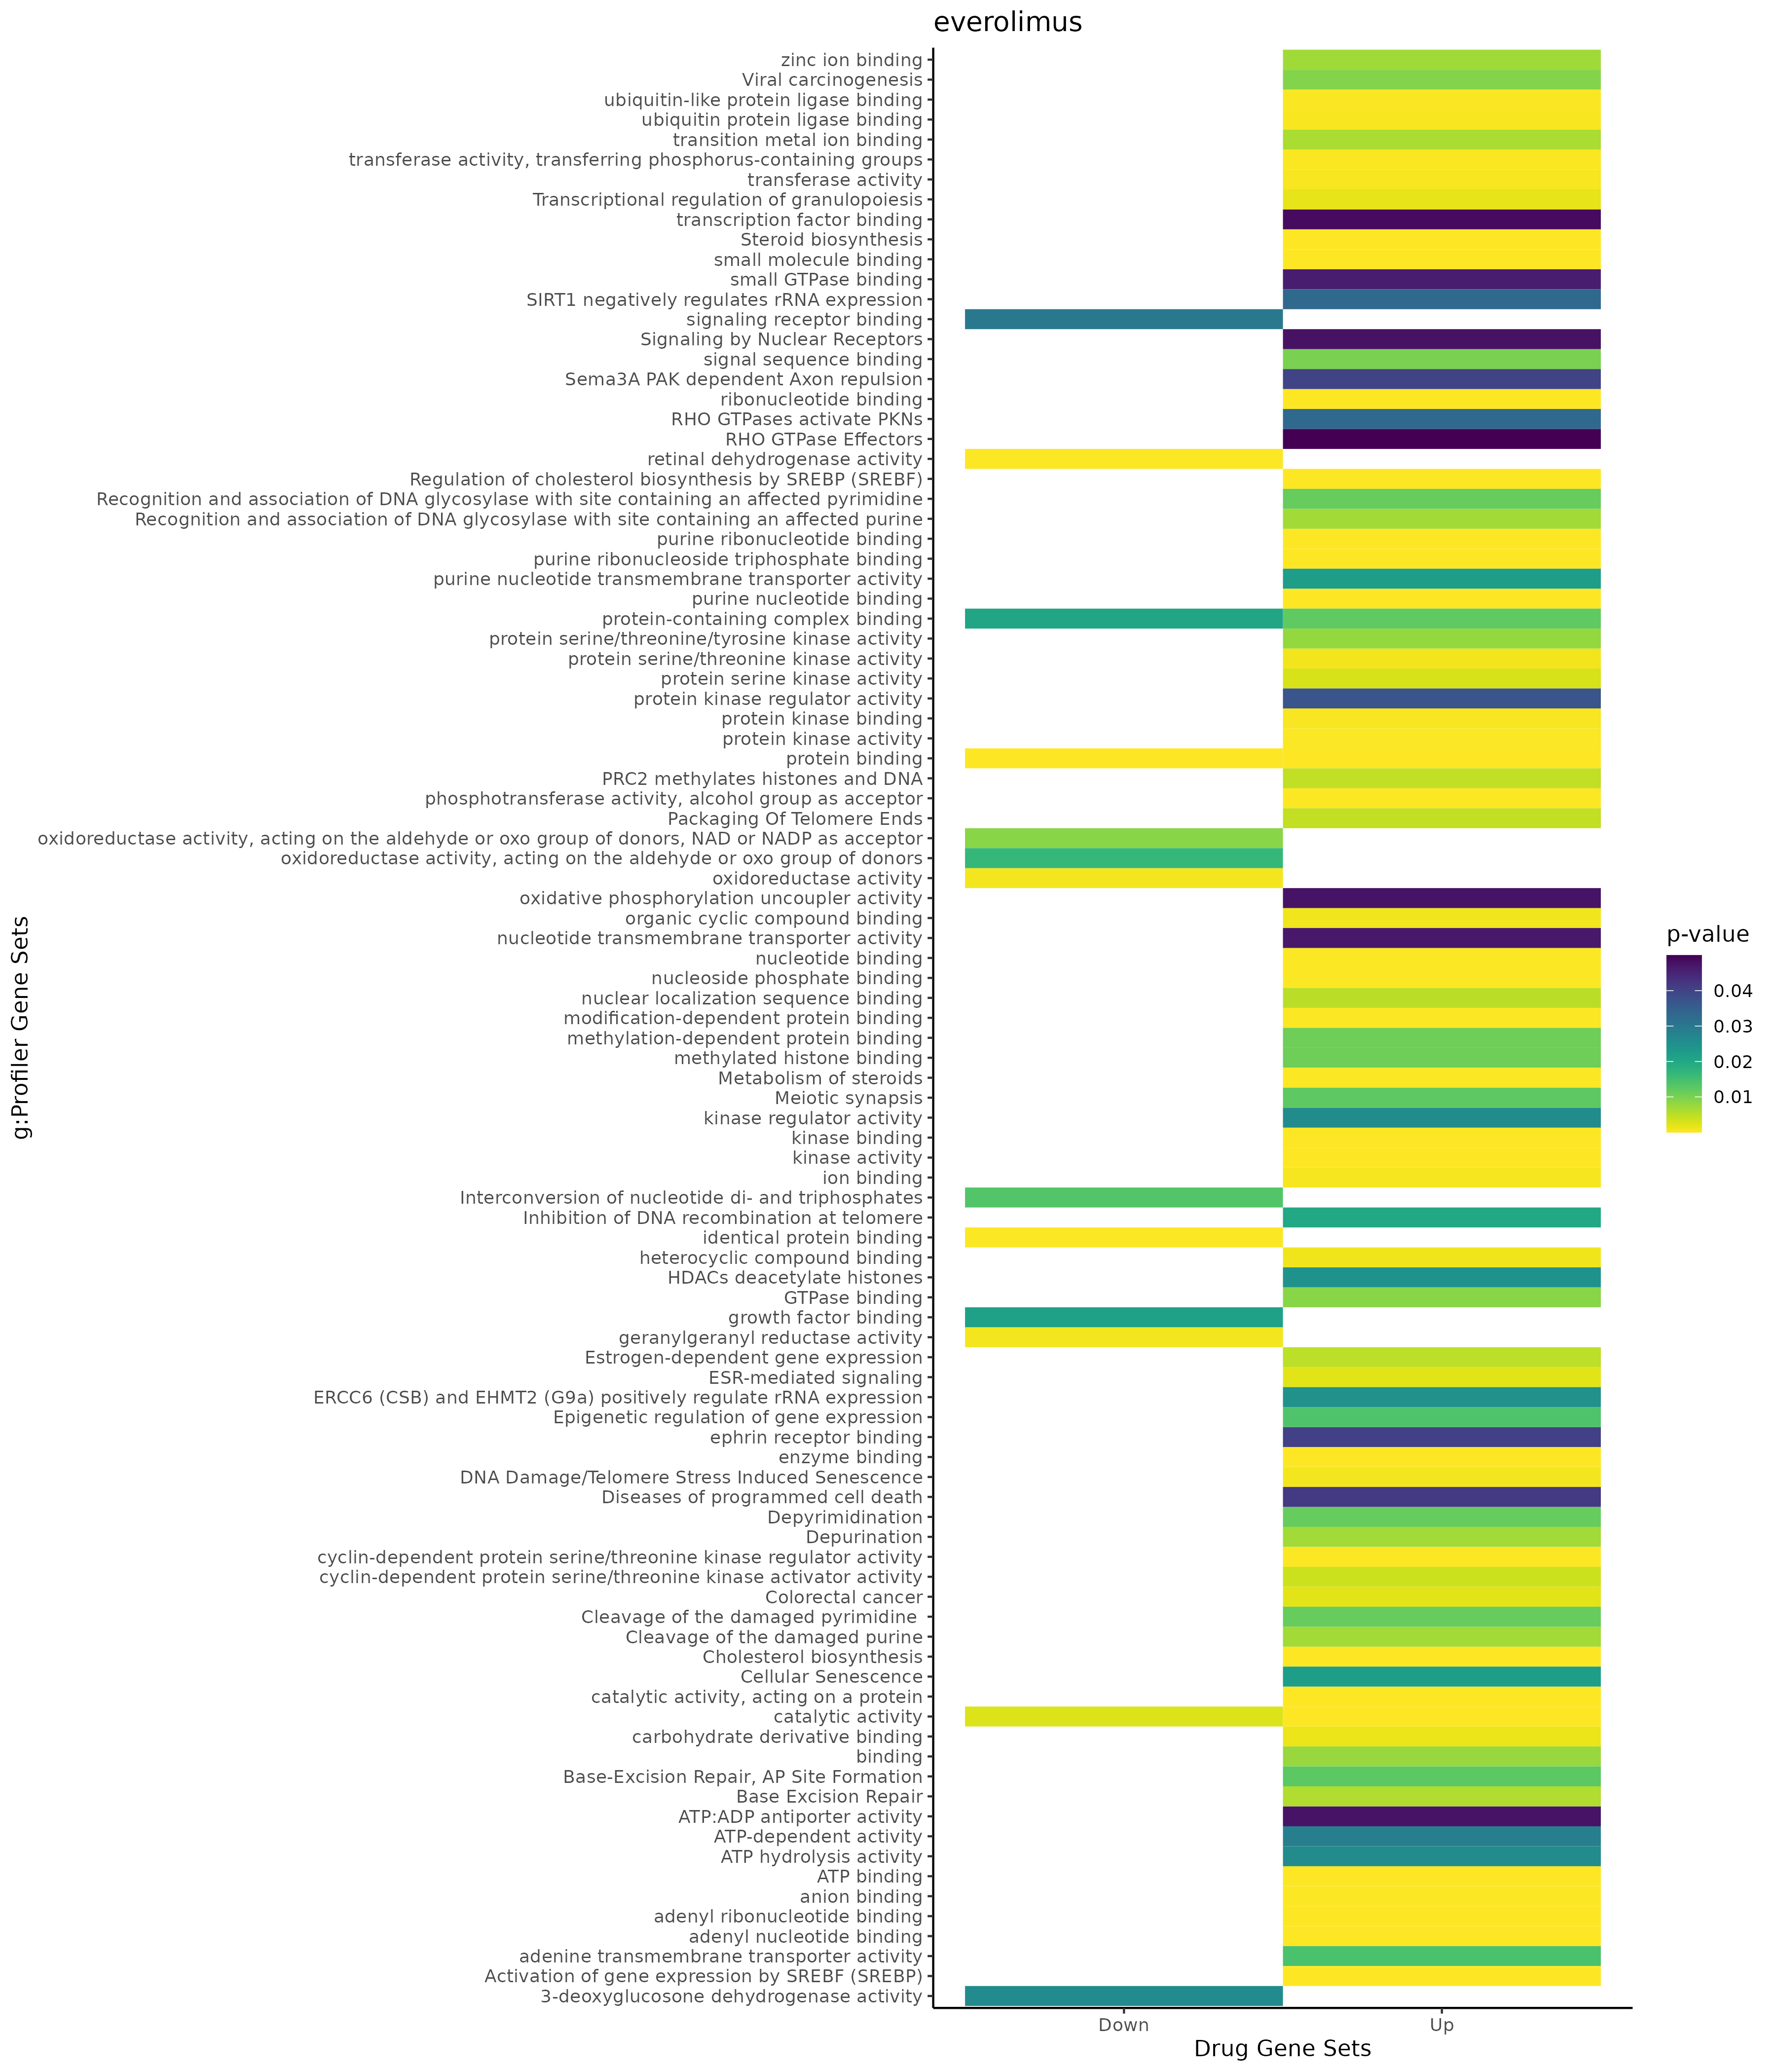 everolimus
zinc ion binding
Viral carcinogenesis
ubiquitin-like protein ligase binding
ubiquitin protein ligase binding
transition metal ion binding
transferase activity, transferring phosphorus-containing groups
transferase activity
Transcriptional regulation of granulopoiesis
transcription factor binding
Steroid biosynthesis
small molecule binding
small GTPase binding
SIRT1 negatively regulates rRNA expression
signaling receptor binding
Signaling by Nuclear Receptors
signal sequence binding
Sema3A PAK dependent Axon repulsion
ribonucleotide binding
RHO GTPases activate PKNs
RHO GTPase Effectors
retinal dehydrogenase activity
Regulation of cholesterol biosynthesis by SREBP (SREBF)
Recognition and association of DNA glycosylase with site containing an affected pyrimidine
Recognition and association of DNA glycosylase with site containing an affected purine
purine ribonucleotide binding
purine ribonucleoside triphosphate binding
purine nucleotide transmembrane transporter activity
purine nucleotide binding
protein-containing complex binding
protein serine/threonine/tyrosine kinase activity
protein serine/threonine kinase activity
protein serine kinase activity
protein kinase regulator activity
protein kinase binding
protein kinase activity
protein binding
PRC2 methylates histones and DNA
phosphotransferase activity, alcohol group as acceptor
Packaging Of Telomere Ends
oxidoreductase activity, acting on the aldehyde or oxo group of donors, NAD or NADP as acceptor
oxidoreductase activity, acting on the aldehyde or oxo group of donors
oxidoreductase activity
oxidative phosphorylation uncoupler activity
organic cyclic compound binding
nucleotide transmembrane transporter activity
nucleotide binding
nucleoside phosphate binding
nuclear localization sequence binding
modification-dependent protein binding
methylation-dependent protein binding
methylated histone binding
Metabolism of steroids
Meiotic synapsis
kinase regulator activity
kinase binding
kinase activity
ion binding
Interconversion of nucleotide di- and triphosphates
Inhibition of DNA recombination at telomere
identical protein binding
heterocyclic compound binding
HDACs deacetylate histones
GTPase binding
growth factor binding
geranylgeranyl reductase activity
Estrogen-dependent gene expression
ESR-mediated signaling
ERCC6 (CSB) and EHMT2 (G9a) positively regulate rRNA expression
Epigenetic regulation of gene expression
ephrin receptor binding
enzyme binding
DNA Damage/Telomere Stress Induced Senescence
Diseases of programmed cell death
Depyrimidination
Depurination
cyclin-dependent protein serine/threonine kinase regulator activity
cyclin-dependent protein serine/threonine kinase activator activity
Colorectal cancer
Cleavage of the damaged pyrimidine
Cleavage of the damaged purine
Cholesterol biosynthesis
Cellular Senescence
catalytic activity, acting on a protein
catalytic activity
carbohydrate derivative binding
binding
Base-Excision Repair, AP Site Formation
Base Excision Repair
ATP:ADP antiporter activity
ATP-dependent activity
ATP hydrolysis activity
ATP binding
anion binding
adenyl ribonucleotide binding
adenyl nucleotide binding
adenine transmembrane transporter activity
Activation of gene expression by SREBF (SREBP)
3-deoxyglucosone dehydrogenase activity
g:Profiler Gene Sets
Down
Up
Drug Gene Sets
p-value
0.04
0.03
0.02
0.01